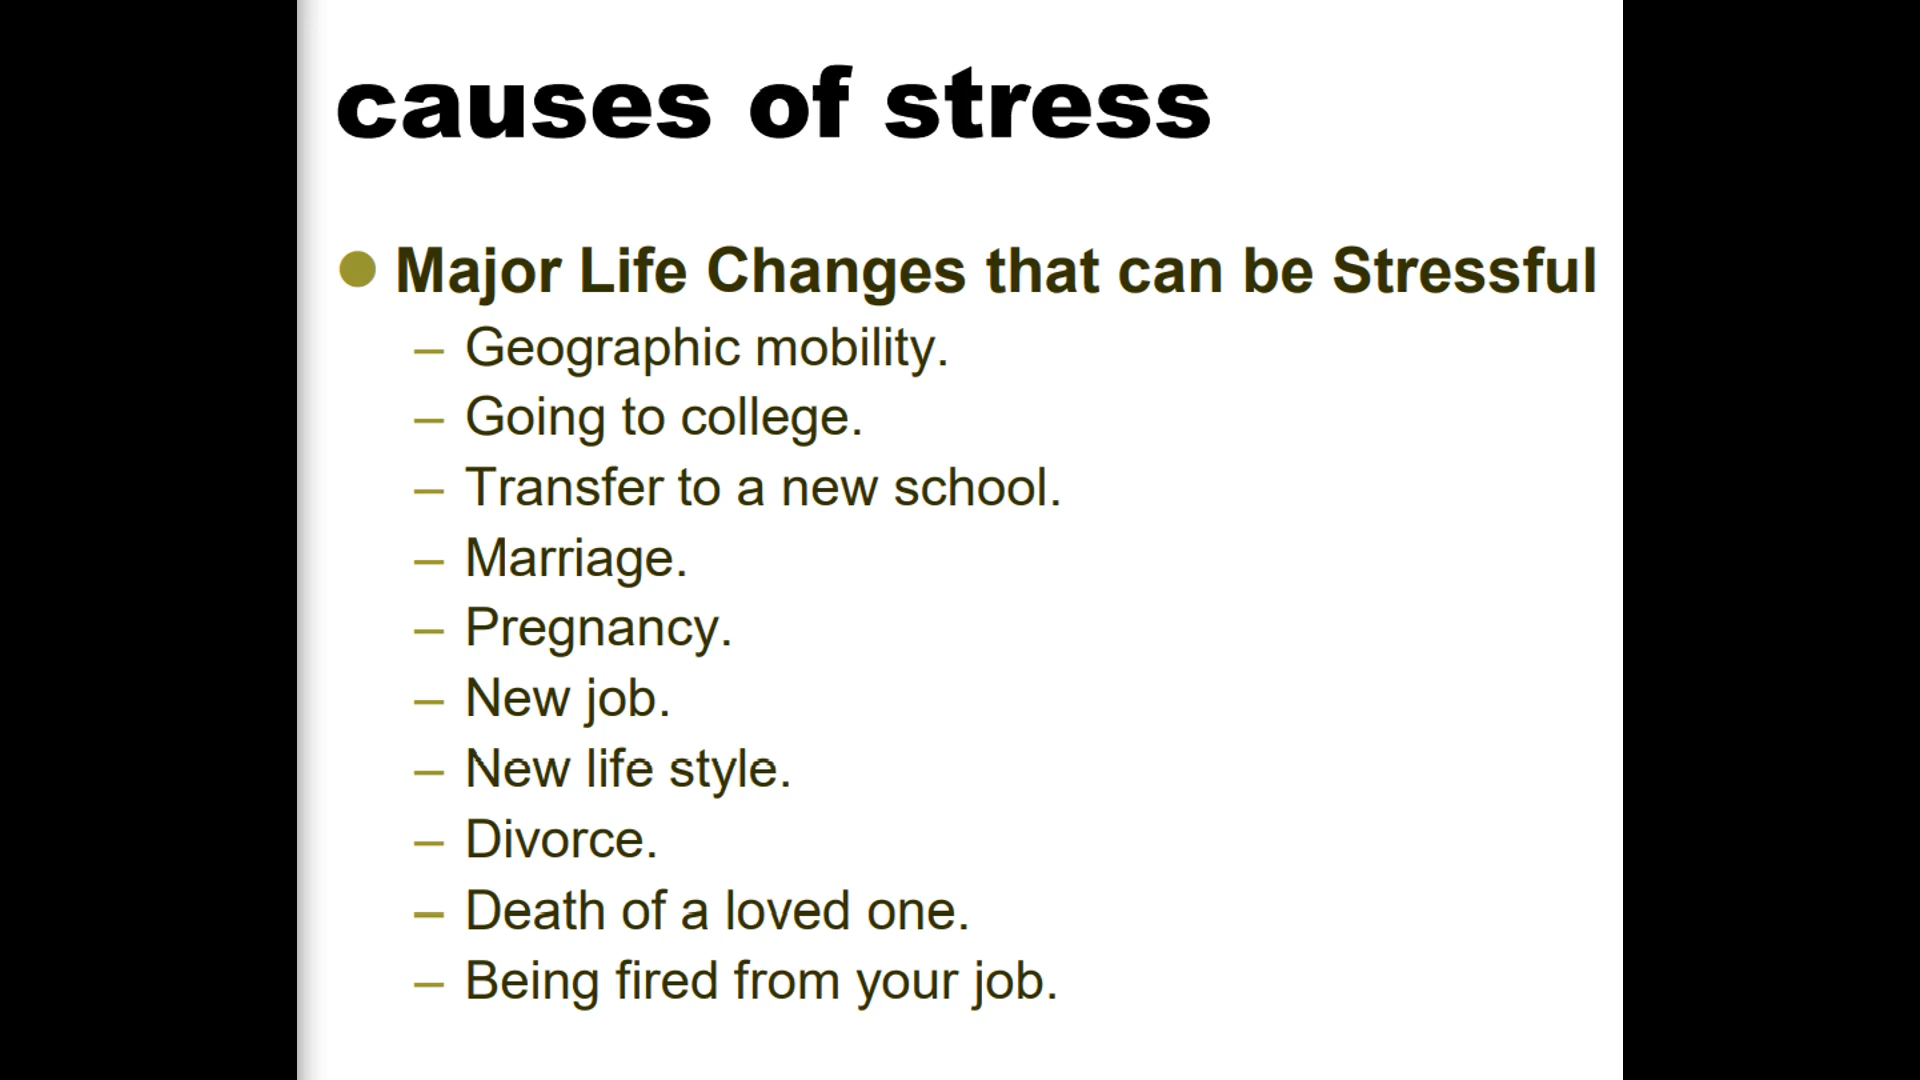 causes of stress
Major Life Changes that can be Stressful
– Geographic mobility.
– Going to college.
– Transfer to a new school.
– Marriage.
– Pregnancy.
– New job.
– New life style.
– Divorce.
– Death of a loved one.
– Being fired from your job.